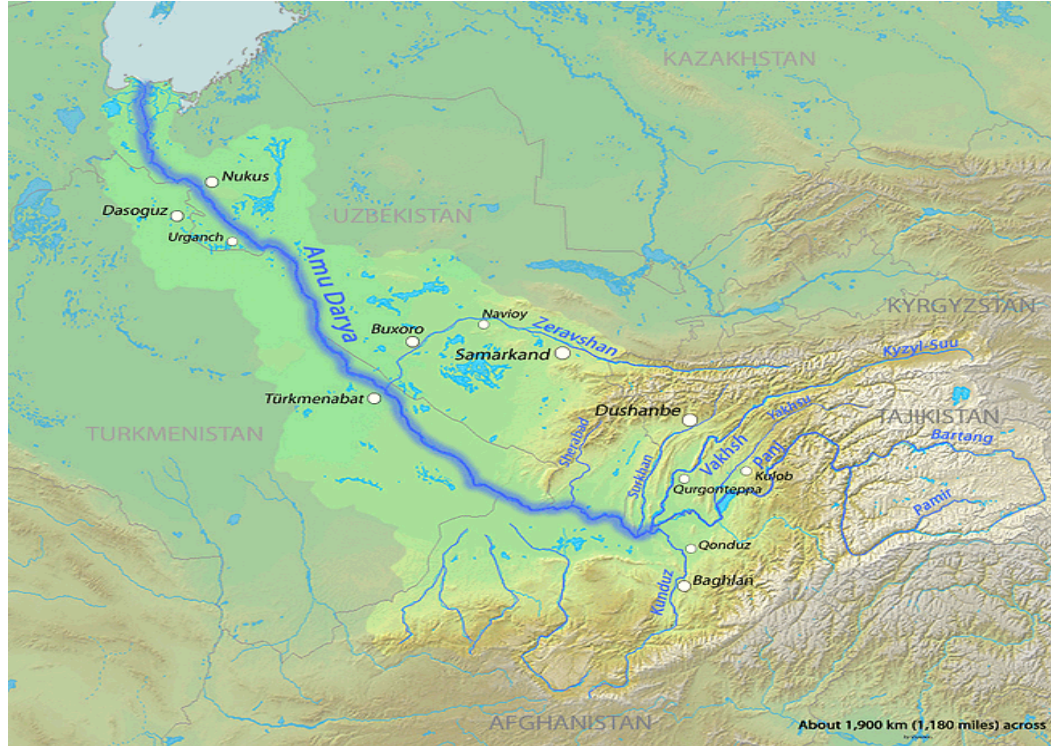 KAZAKHSTAN
Nukus
Dasoguz
UZBEKISTAN
Urganch
Amu Darya
KYRGYZSTAN
Navioy
Zeravshan
Buxoro
Kyzyl-Suu
Samarkand
Türkmenabat
Dushanbe
Yakhsu
TAJIKISTAN
TURKMENISTAN
Sherabad
Vakhsh
Panj
Bartang
Surkhan
Kulob
Qurgonteppa
Pamir
Qonduz
Kunduz
Baghlan
AFGHANISTAN
About 1,900 km (1,180 miles) across